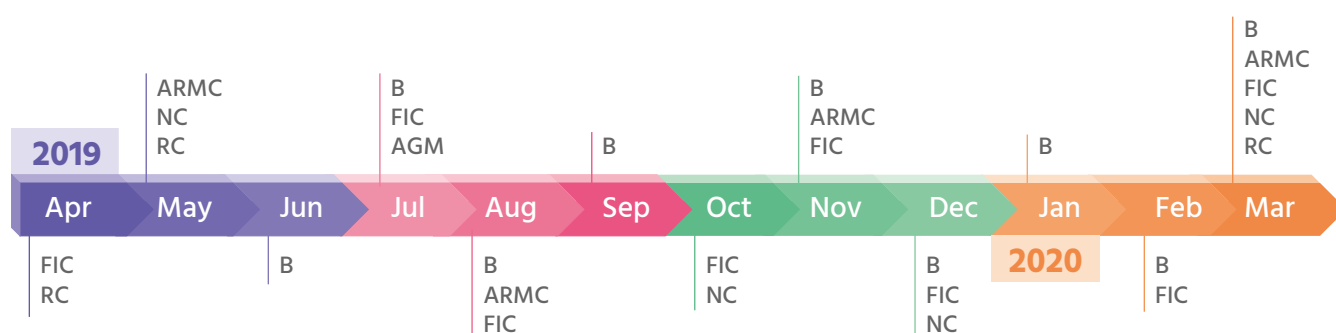 ARMC
NC
RC
B
FIC
AGM
B
B
ARMC
FIC
B
B
ARMC
FIC
NC
RC
2019
Apr May Jun Jul Aug Sep Oct Nov Dec Jan Feb Mar
2020
FIC
RC
B
B
ARMC
FIC
FIC
NC
B
FIC
NC
B
FIC